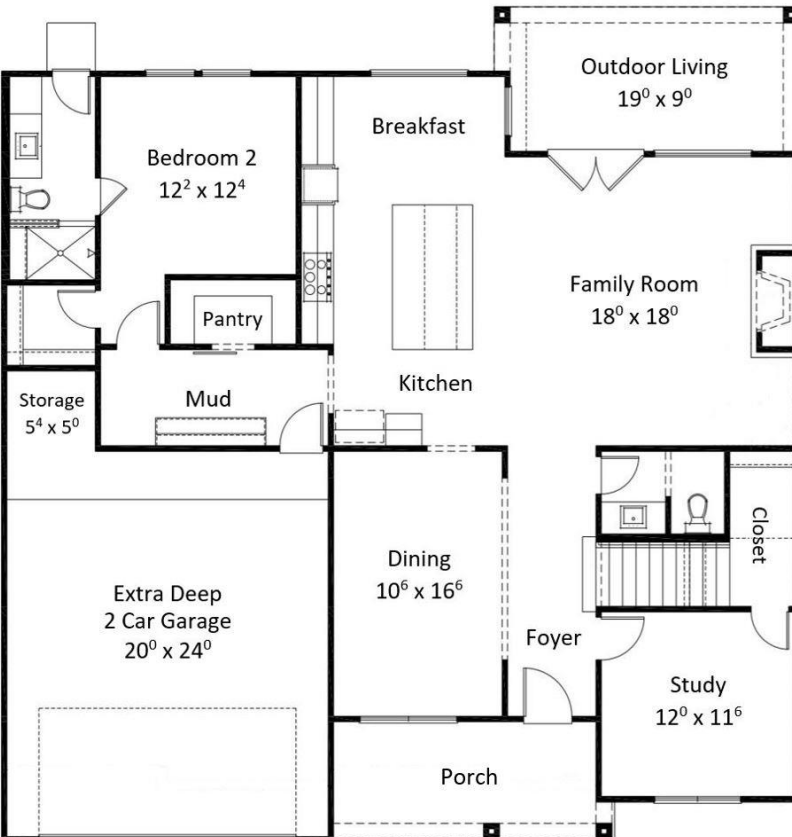 Outdoor Living
19⁰ x 9⁰
Breakfast
Bedroom 2
12² x 12⁴
Family Room
18⁰ x 18⁰
Pantry
Kitchen
Mud
Storage
5⁴ x 5⁰
Closet
Dining
10⁶ x 16⁶
Extra Deep
2 Car Garage
20⁰ x 24⁰
Foyer
Study
12⁰ x 11⁶
Porch